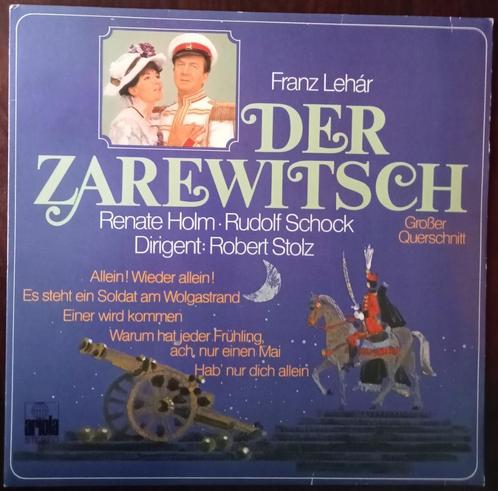 Franz Lehár
DER
ZAREWITSCH
Renate Holm · Rudolf Schock
Dirigent: Robert Stolz
Großer
Querschnitt
Allein! Wieder allein!
Es steht ein Soldat am Wolgastrand
Einer wird kommen
Warum hat jeder Frühling,
ach, nur einen Mai
Hab' nur dich allein
ariola
STEREO